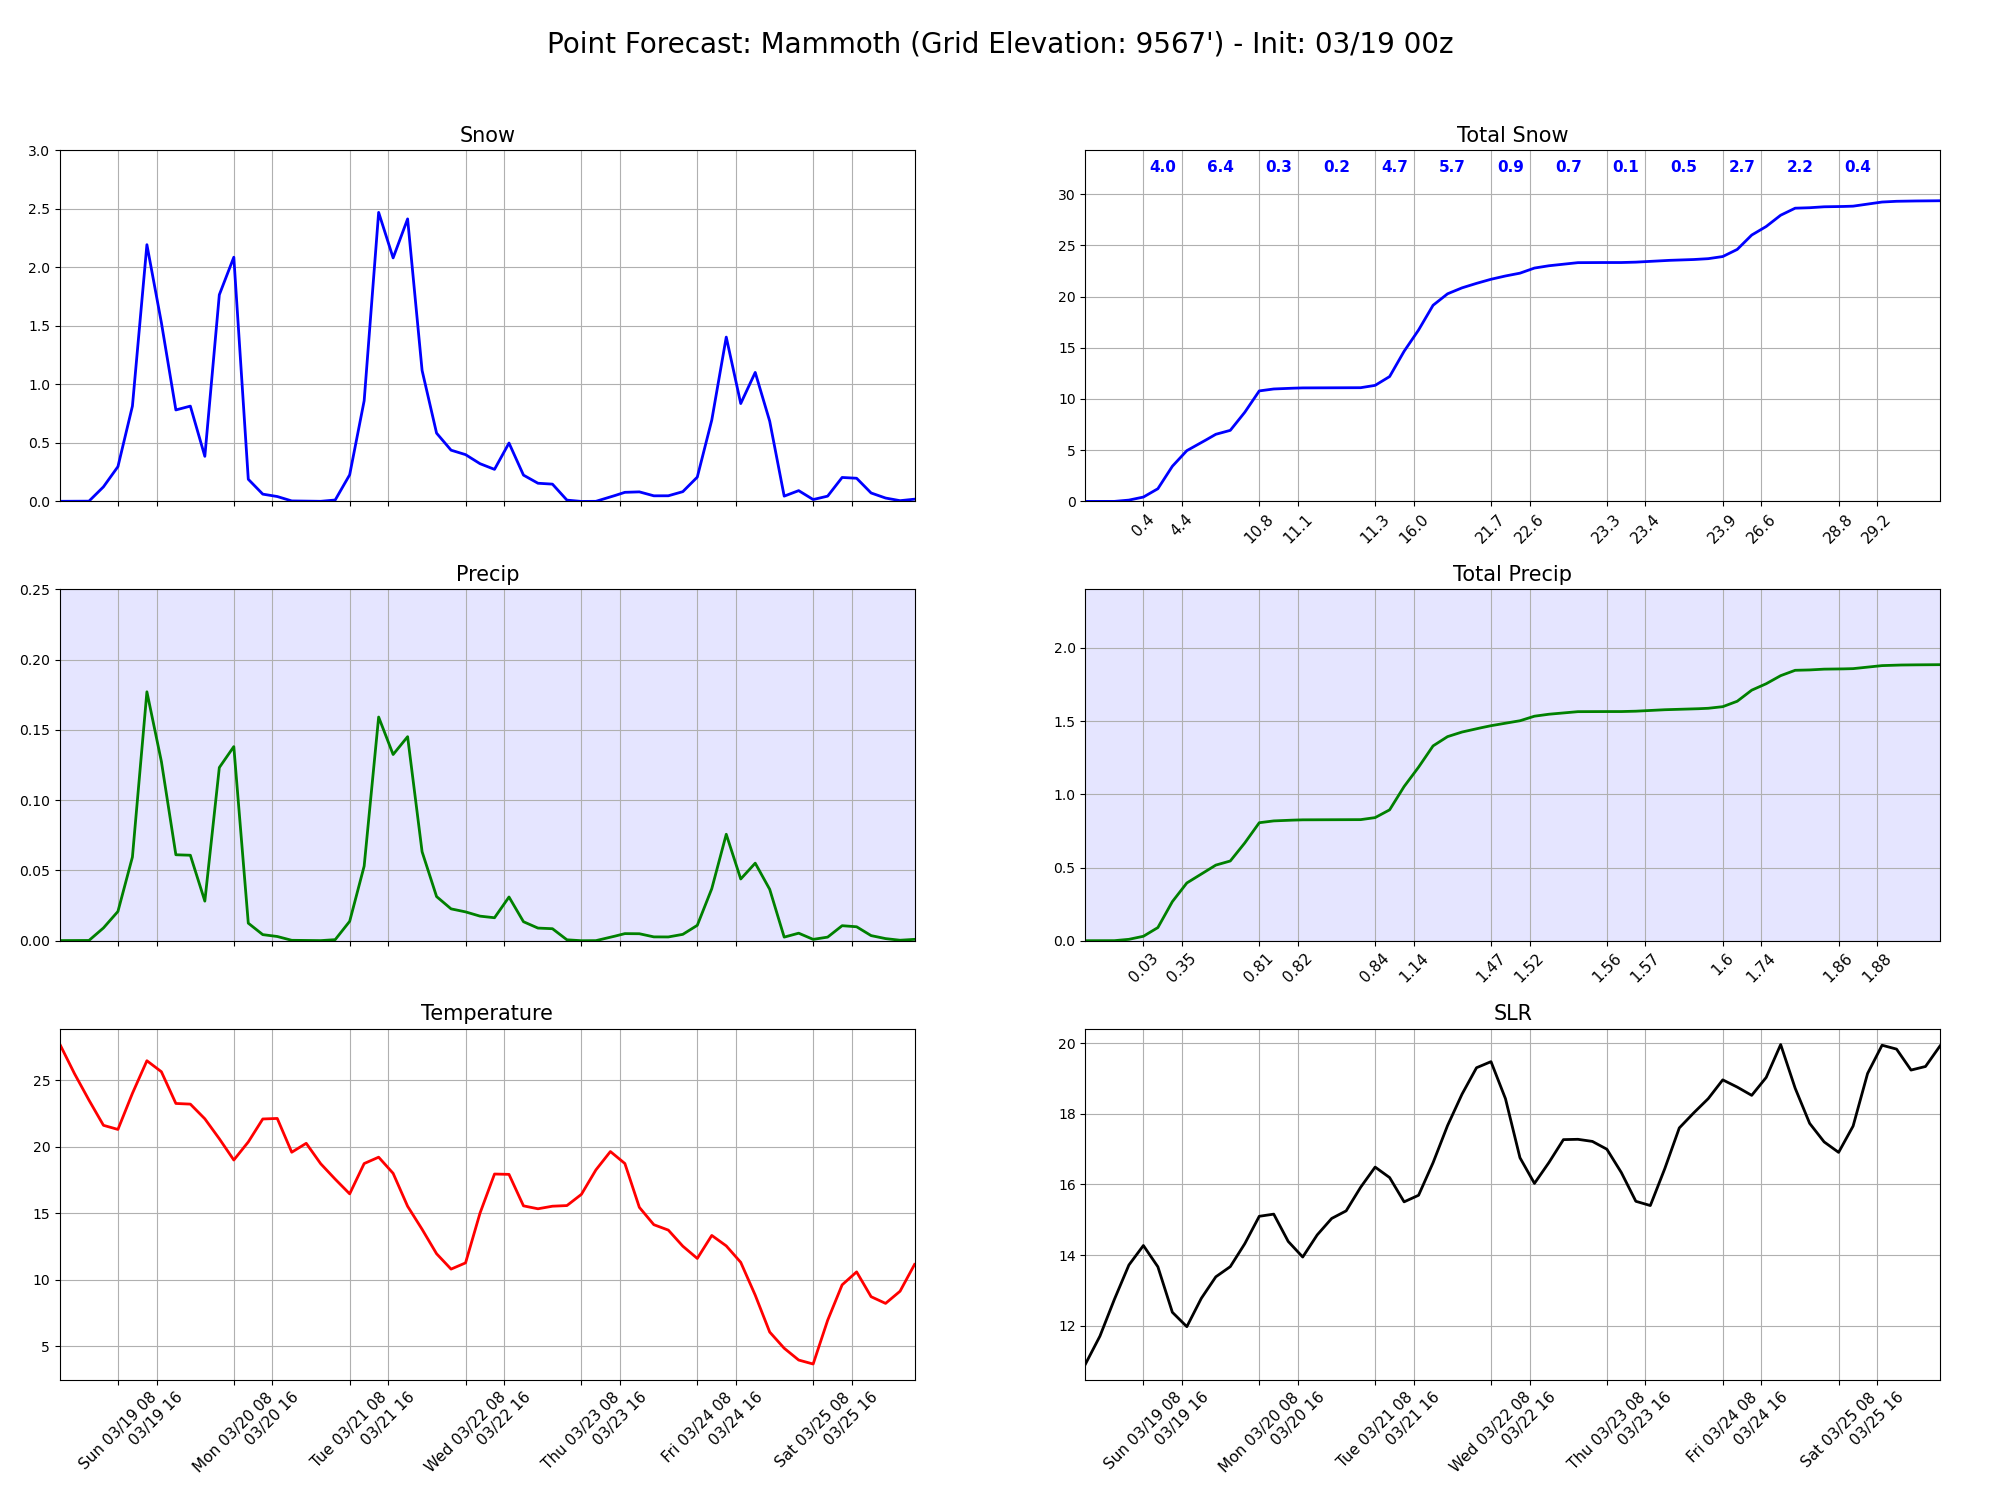 Point Forecast: Mammoth (Grid Elevation: 9567') - Init: 03/19 00z
Snow
3.0
2.5
2.0
1.5
1.0
0.5
0.0
Total Snow
4.0 6.4 0.3 0.2 4.7 5.7 0.9 0.7 0.1 0.5 2.7 2.2 0.4
30
25
20
15
10
5
0
0.4 4.4 10.8 11.1 11.3 16.0 21.7 22.6 23.3 23.4 23.9 26.6 28.8 29.2
Precip
0.25
0.20
0.15
0.10
0.05
0.00
Total Precip
2.0
1.5
1.0
0.5
0.0
0.03 0.35 0.81 0.82 0.84 1.14 1.47 1.52 1.56 1.57 1.6 1.74 1.86 1.88
Temperature
25
20
15
10
5
Sun 03/19 08
03/19 16
Mon 03/20 08
03/20 16
Tue 03/21 08
03/21 16
Wed 03/22 08
03/22 16
Thu 03/23 08
03/23 16
Fri 03/24 08
03/24 16
Sat 03/25 08
03/25 16
SLR
20
18
16
14
12
Sun 03/19 08
03/19 16
Mon 03/20 08
03/20 16
Tue 03/21 08
03/21 16
Wed 03/22 08
03/22 16
Thu 03/23 08
03/23 16
Fri 03/24 08
03/24 16
Sat 03/25 08
03/25 16